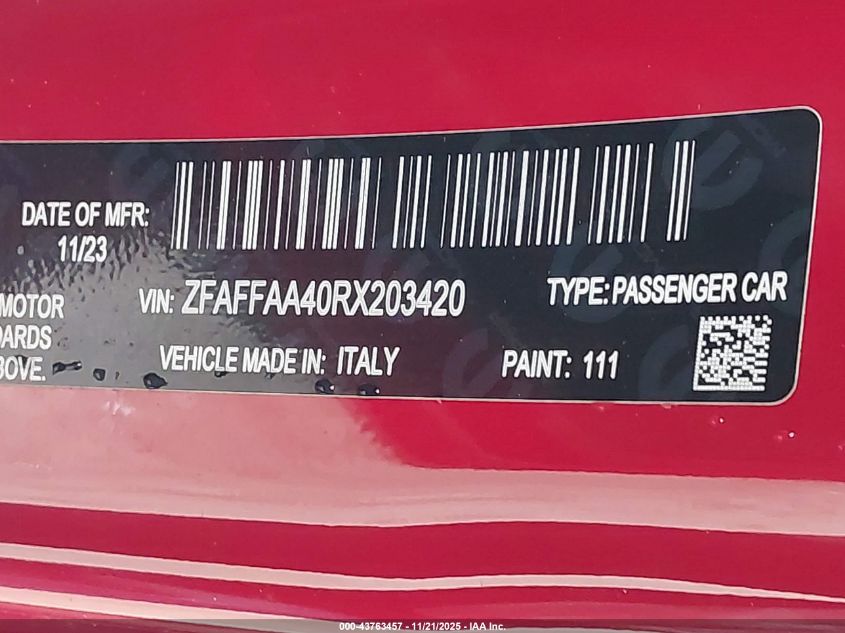 DATE OF MFR:
11/23
MOTOR
VIN: ZFAFFAA40RX203420
TYPE: PASSENGER CAR
DARDS
BOVE.
VEHICLE MADE IN: ITALY
PAINT: 111
000-43763457 - 11/21/2025 - IAA Inc.